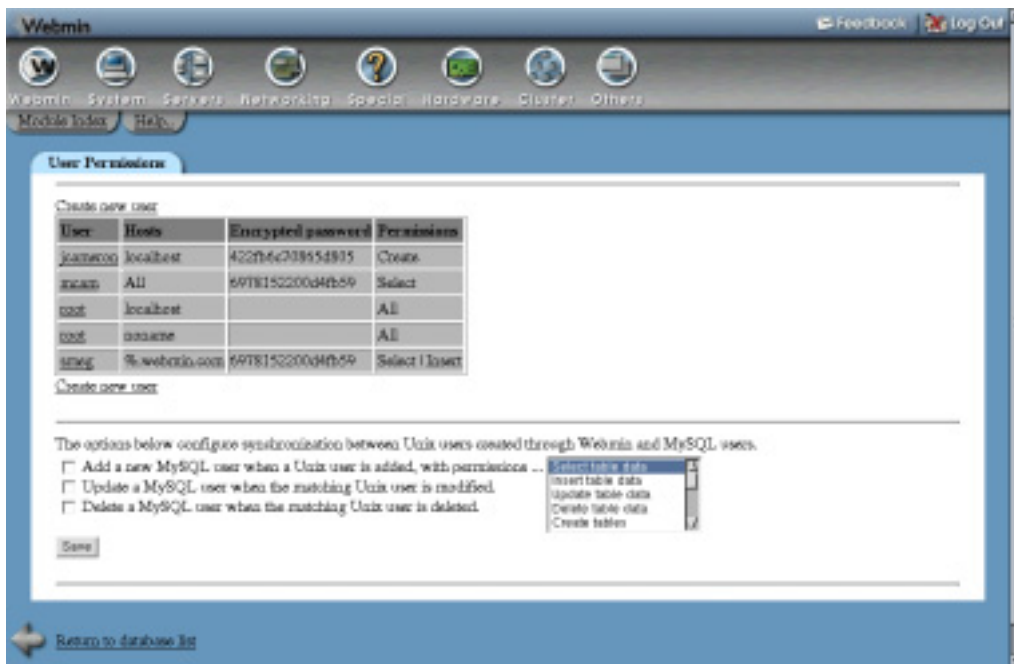 Webmin
Feedback Log Out
Webmin System Servers Networking Special Hardware Cluster Others
Module Index Help..
User Permissions
Create new user
User Hosts Encrypted password Permissions
jcameron localhost 422fb6c70865d805 Create
mcam All 6978152200d4fb59 Select
root localhost All
root noname All
smeg %.webmin.com 6978152200d4fb59 Select | Insert
Create new user
The options below configure synchronization between Unix users created through Webmin and MySQL users.
Add a new MySQL user when a Unix user is added, with permissions ... Select table data
Insert table data
Update a MySQL user when the matching Unix user is modified.
Update table data
Delete a MySQL user when the matching Unix user is deleted.
Delete table data
Create tables
Save
Return to database list